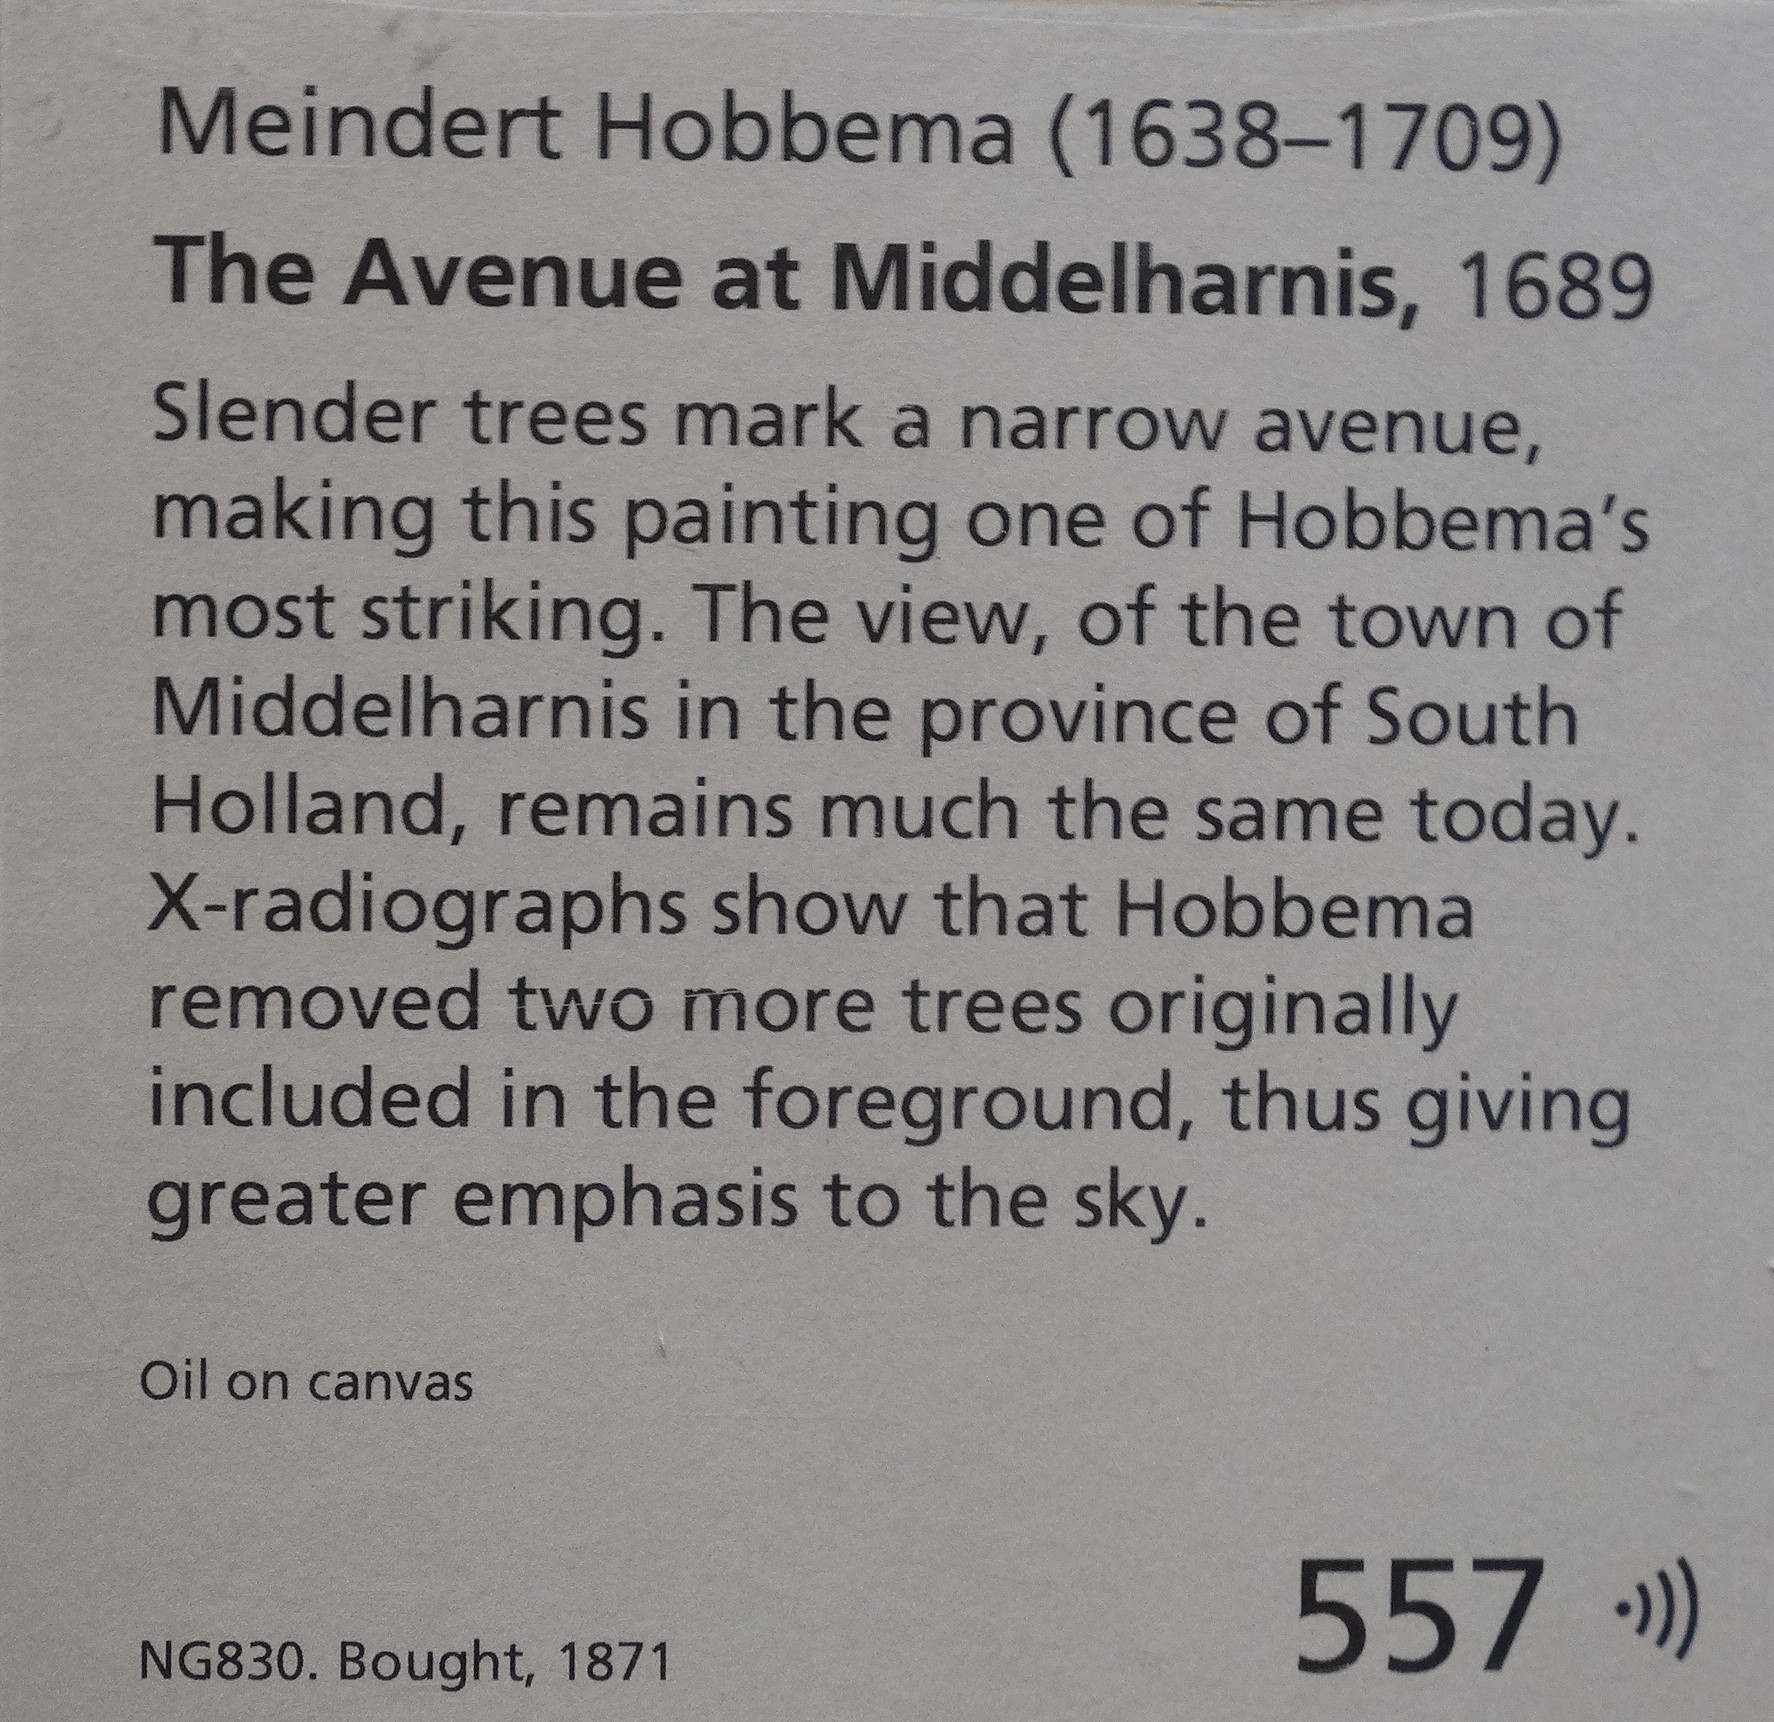 Meindert Hobbema (1638–1709)
The Avenue at Middelharnis, 1689
Slender trees mark a narrow avenue,
making this painting one of Hobbema's
most striking. The view, of the town of
Middelharnis in the province of South
Holland, remains much the same today.
X-radiographs show that Hobbema
removed two more trees originally
included in the foreground, thus giving
greater emphasis to the sky.
Oil on canvas
557
NG830. Bought, 1871